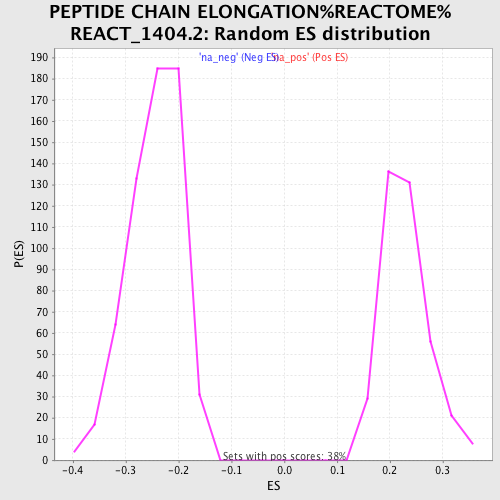 PEPTIDE CHAIN ELONGATION%REACTOME%
REACT_1404.2: Random ES distribution
'na_neg' (Neg ES)
'na_pos' (Pos ES)
190
180
170
160
150
140
130
120
110
100
90
80
70
60
50
40
30
20
10
0
P(ES)
Sets with pos scores: 38%
-0.4 -0.3 -0.2 -0.1 0.0 0.1 0.2 0.3
ES